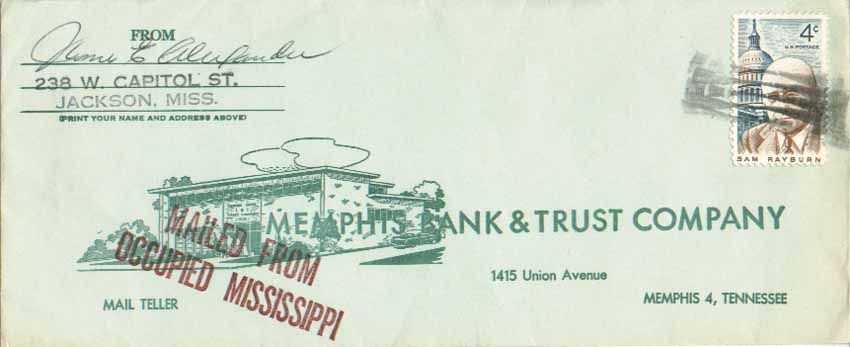 FROM
238 W. CAPITOL ST.
JACKSON, MISS.
(PRINT YOUR NAME AND ADDRESS ABOVE)
4¢
U.S. POSTAGE
SAM RAYBURN
MEMPHIS BANK & TRUST COMPANY
MAILED FROM
OCCUPIED MISSISSIPPI
1415 Union Avenue
MAIL TELLER
MEMPHIS 4, TENNESSEE